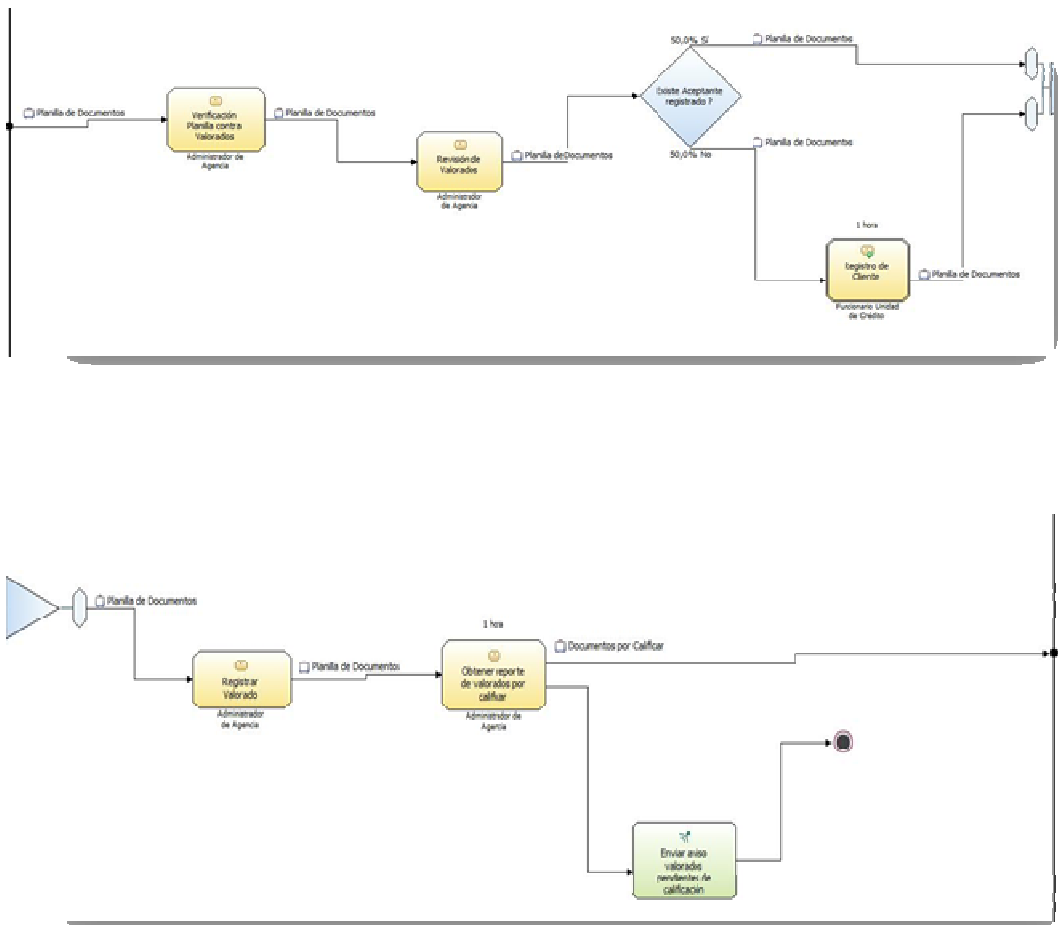 Planilla de Documentos
Verificación
Planilla contra
Valorados
Administrador de
Agencia
Planilla de Documentos
Revisión de
Valorados
Administrador
de Agencia
Planilla de Documentos
50,0% Sí
Existe Aceptante
registrado ?
50,0% No
Planilla de Documentos
Planilla de Documentos
1 hora
Registro de
Cliente
Funcionario Unidad
de Crédito
Planilla de Documentos
Planilla de Documentos
Registrar
Valorado
Administrador
de Agencia
Planilla de Documentos
1 hora
Obtener reporte
de valorados por
calificar
Administrador de
Agencia
Documentos por Calificar
Enviar aviso
valorados
pendientes de
calificación